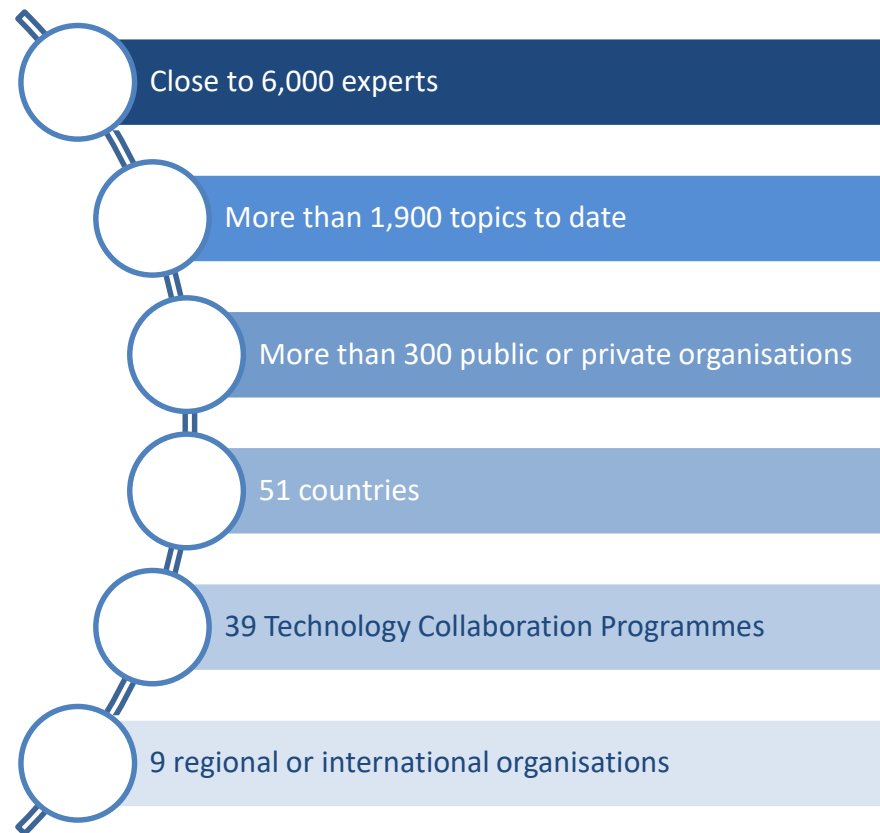 Close to 6,000 experts
More than 1,900 topics to date
More than 300 public or private organisations
51 countries
39 Technology Collaboration Programmes
9 regional or international organisations